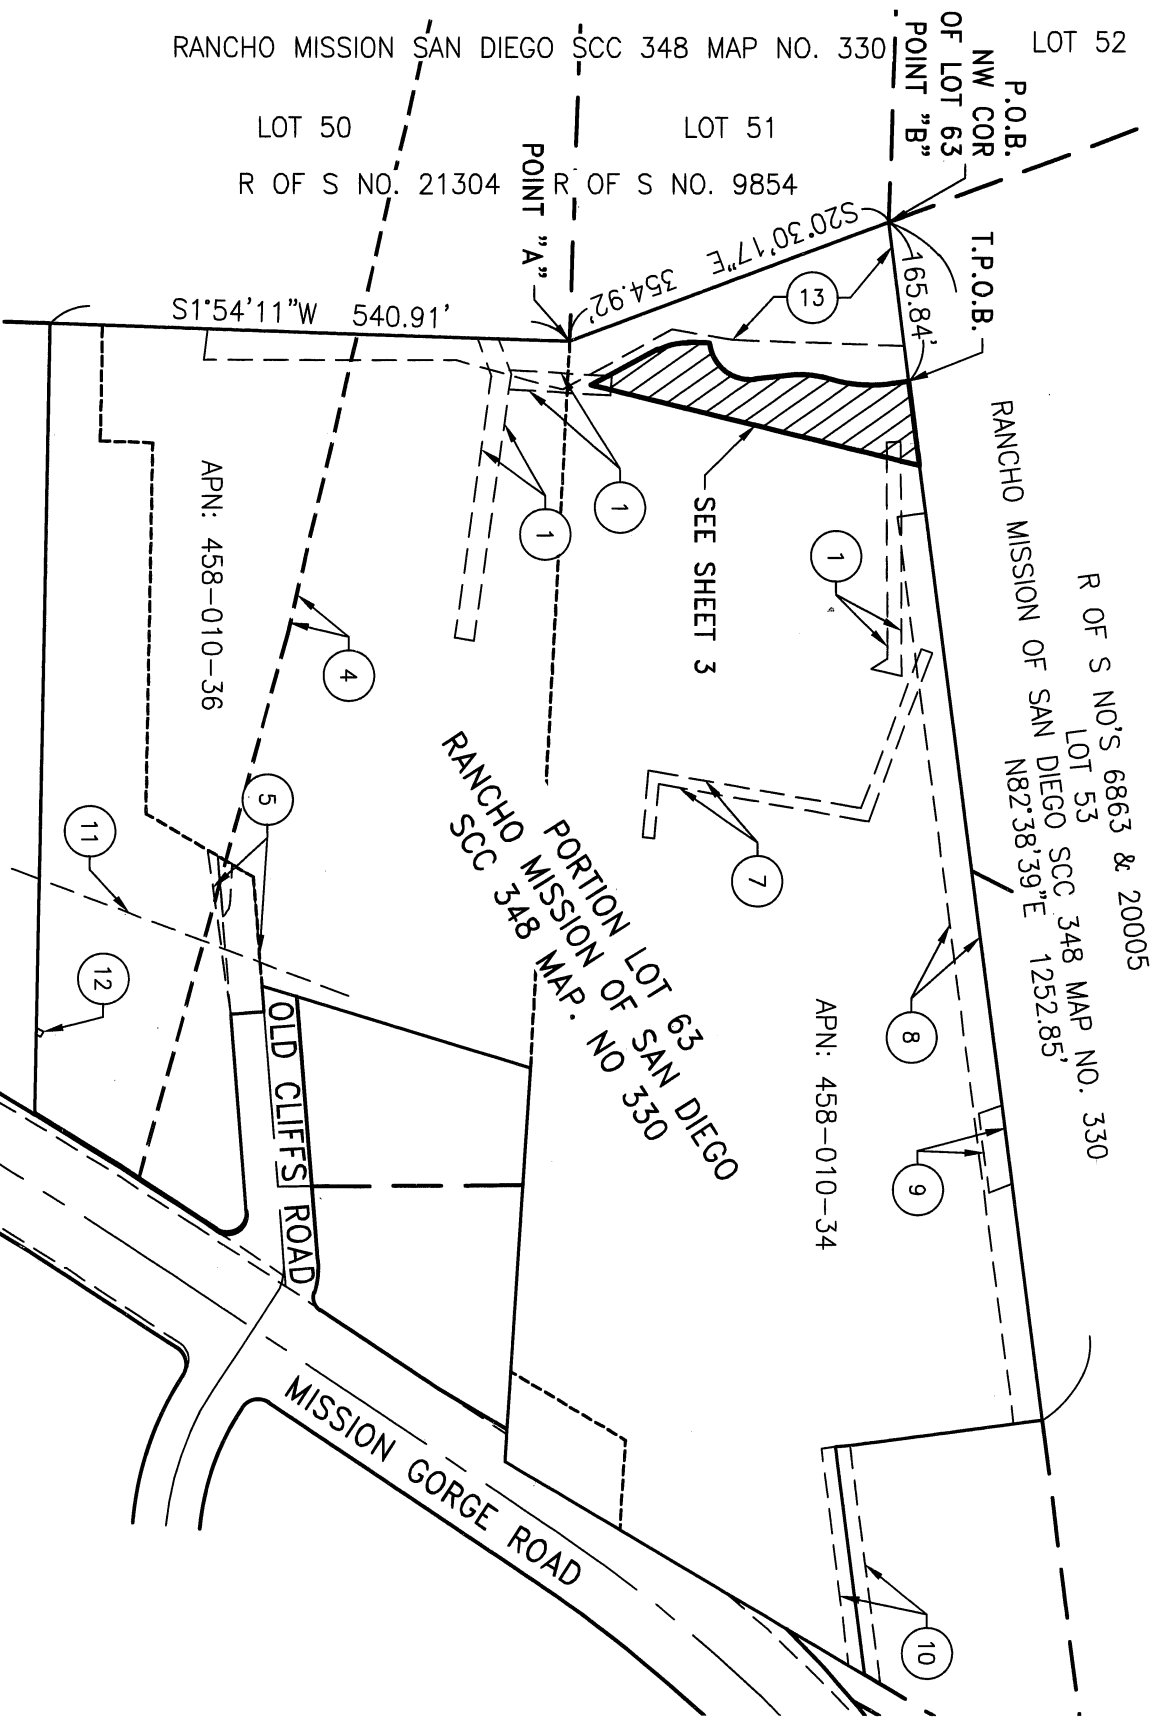 RANCHO MISSION SAN DIEGO SCC 348 MAP NO. 330
LOT 50
LOT 51
R OF S NO. 21304
R OF S NO. 9854
LOT 52
P.O.B.
NW COR
OF LOT 63
POINT "B"
T.P.O.B.
POINT "A"
S20°30'17"E 354.92'
165.84'
S1°54'11"W 540.91'
13
R OF S NO'S 6863 & 20005
LOT 53
RANCHO MISSION OF SAN DIEGO SCC 348 MAP NO. 330
N82°38'39"E 1252.85'
SEE SHEET 3
1
1
1
APN: 458-010-36
4
5
7
8
9
10
11
12
PORTION LOT 63
RANCHO MISSION OF SAN DIEGO
SCC 348 MAP. NO 330
APN: 458-010-34
OLD CLIFFS ROAD
MISSION GORGE ROAD